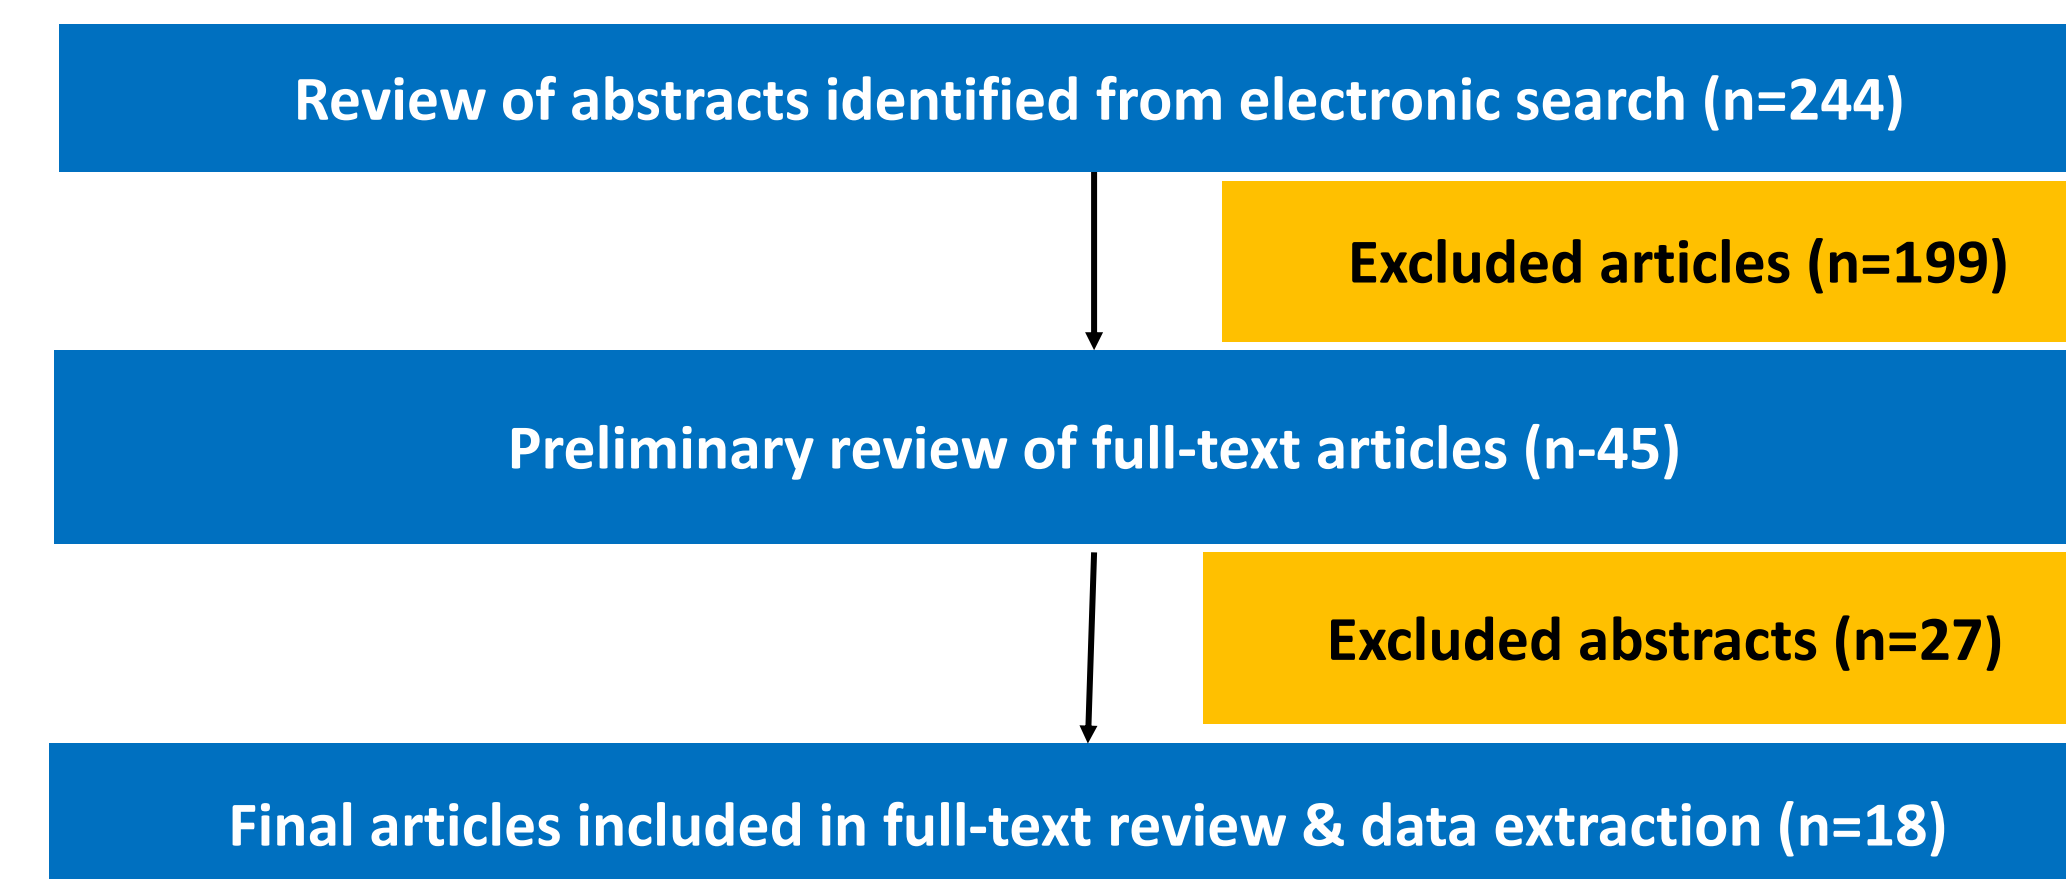 Review of abstracts identified from electronic search (n=244)
Excluded articles (n=199)
Preliminary review of full-text articles (n-45)
Excluded abstracts (n=27)
Final articles included in full-text review & data extraction (n=18)